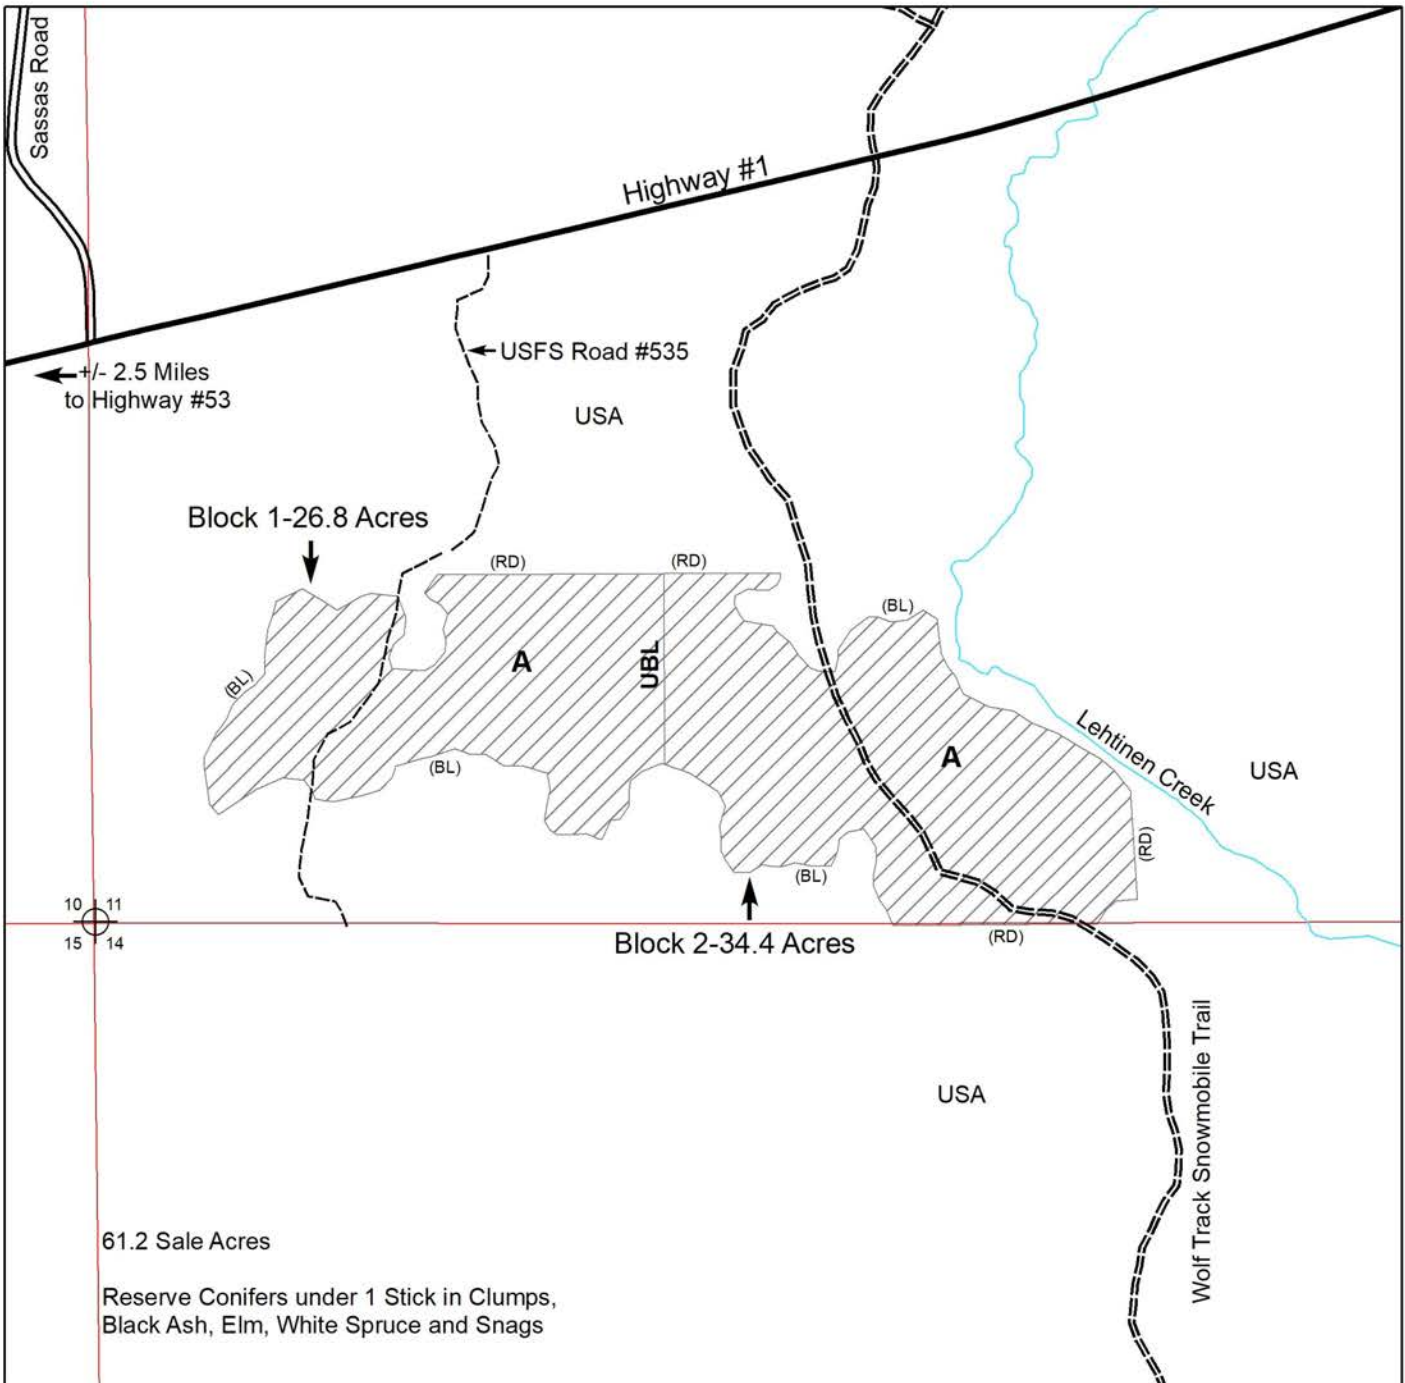 Sassas Road
Highway #1
USFS Road #535
+/- 2.5 Miles
to Highway #53
USA
Block 1-26.8 Acres
(RD)
(RD)
(BL)
(BL)
A
UBL
A
(BL)
Lehtinen Creek
USA
(RD)
(BL)
10
11
15
14
Block 2-34.4 Acres
(RD)
USA
Wolf Track Snowmobile Trail
61.2 Sale Acres
Reserve Conifers under 1 Stick in Clumps,
Black Ash, Elm, White Spruce and Snags